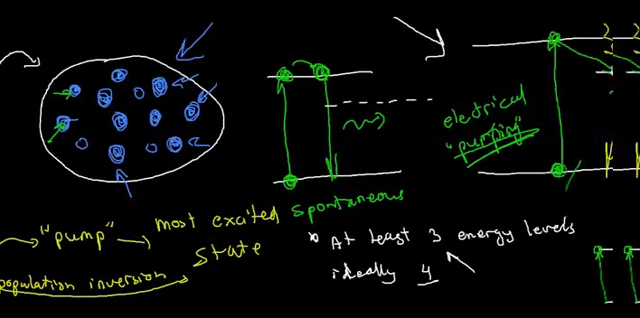 electrical
"pumping"
spontaneous
"pump" most excited
state
population inversion
At least 3 energy levels
ideally 4